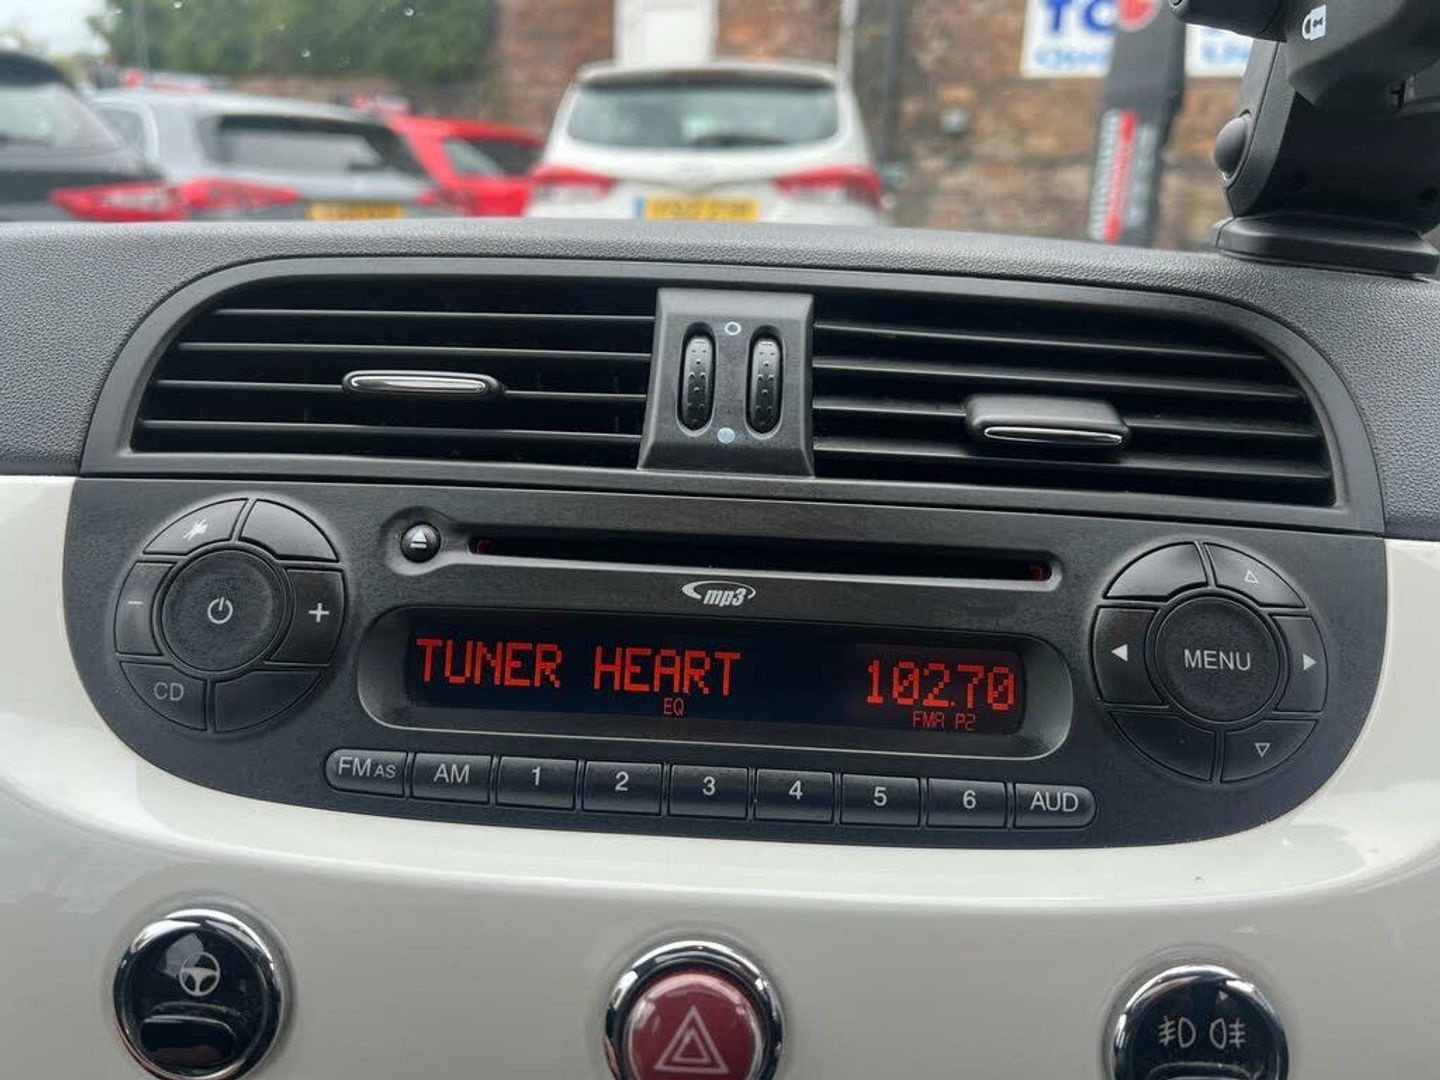 TC
mp3
TUNER HEART 102.70
EQ FMA P2
CD
MENU
FM AS AM 1 2 3 4 5 6 AUD